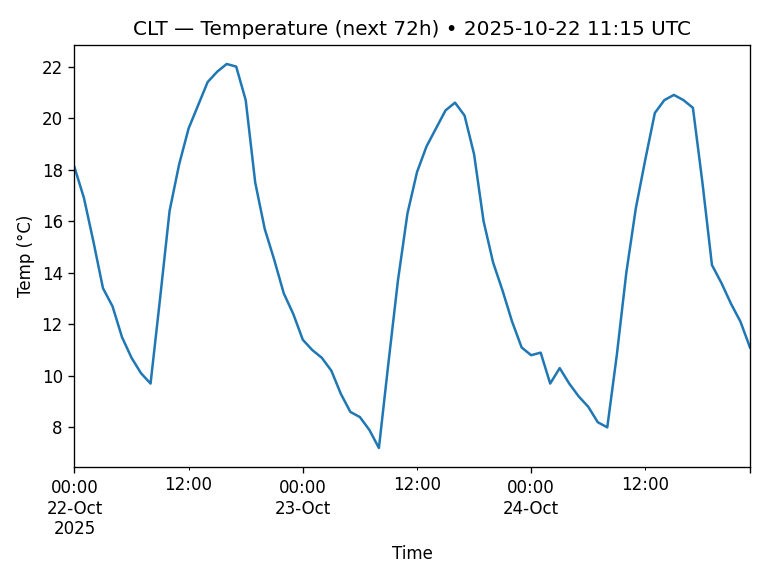 CLT — Temperature (next 72h) • 2025-10-22 11:15 UTC
Temp (°C)
22
20
18
16
14
12
10
8
00:00 12:00 00:00 12:00 00:00 12:00
22-Oct 23-Oct 24-Oct
2025
Time